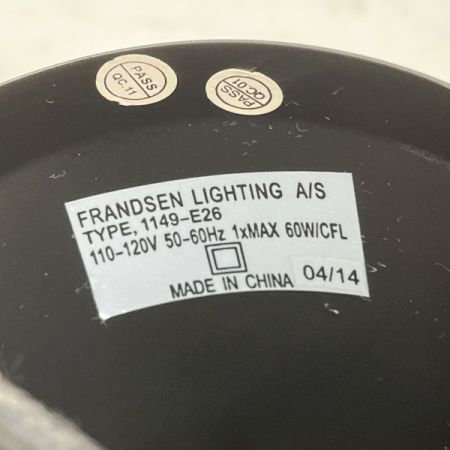 PASS
QC.11
PASS
QC.01
FRANDSEN LIGHTING A/S
TYPE, 1149-E26
110-120V 50-60Hz 1xMAX 60W/CFL
MADE IN CHINA 04/14